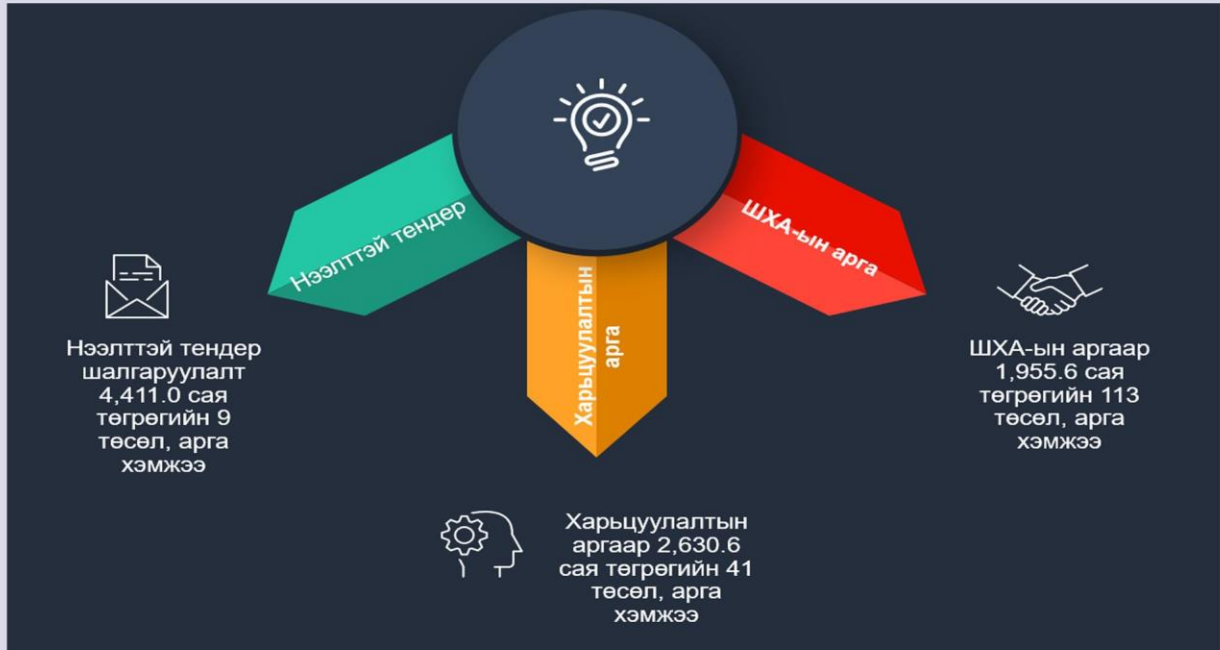 Нээлттэй тендер
Харьцуулалтын
арга
ШХА-ын арга
Нээлттэй тендер
шалгаруулалт
4,411.0 сая
төгрөгийн 9
төсөл, арга
хэмжээ
Харьцуулалтын
аргаар 2,630.6
сая төгрөгийн 41
төсөл, арга
хэмжээ
ШХА-ын аргаар
1,955.6 сая
төгрөгийн 113
төсөл, арга
хэмжээ